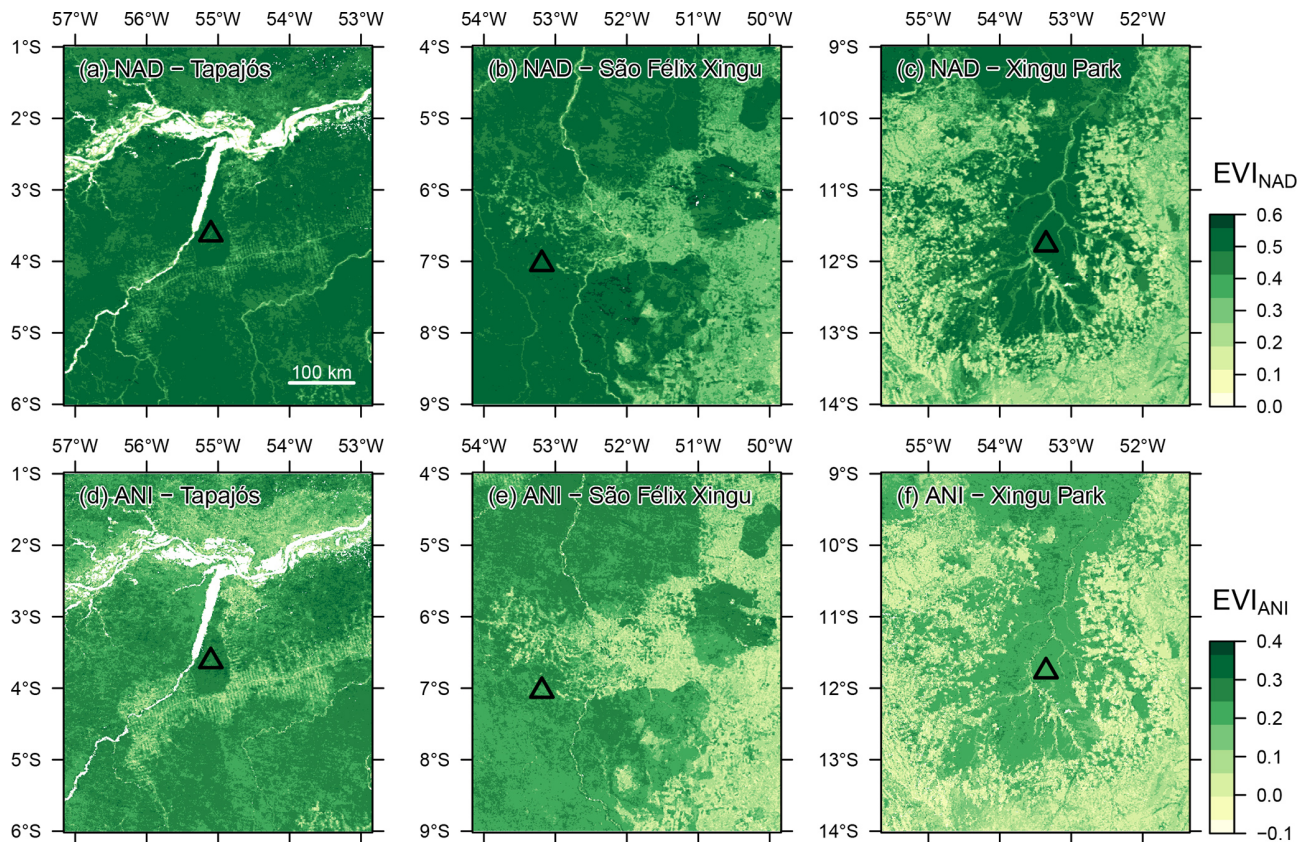 57°W 56°W 55°W 54°W 53°W
54°W 53°W 52°W 51°W 50°W
55°W 54°W 53°W 52°W
1°S
2°S
3°S
4°S
5°S
6°S
(a) NAD − Tapajós
100 km
4°S
5°S
6°S
7°S
8°S
9°S
(b) NAD − São Félix Xingu
9°S
10°S
11°S
12°S
13°S
14°S
(c) NAD − Xingu Park
EVINAD
0.6
0.5
0.4
0.3
0.2
0.1
0.0
57°W 56°W 55°W 54°W 53°W
54°W 53°W 52°W 51°W 50°W
55°W 54°W 53°W 52°W
1°S
2°S
3°S
4°S
5°S
6°S
(d) ANI − Tapajós
4°S
5°S
6°S
7°S
8°S
9°S
(e) ANI − São Félix Xingu
9°S
10°S
11°S
12°S
13°S
14°S
(f) ANI − Xingu Park
EVIANI
0.4
0.3
0.2
0.1
0.0
−0.1